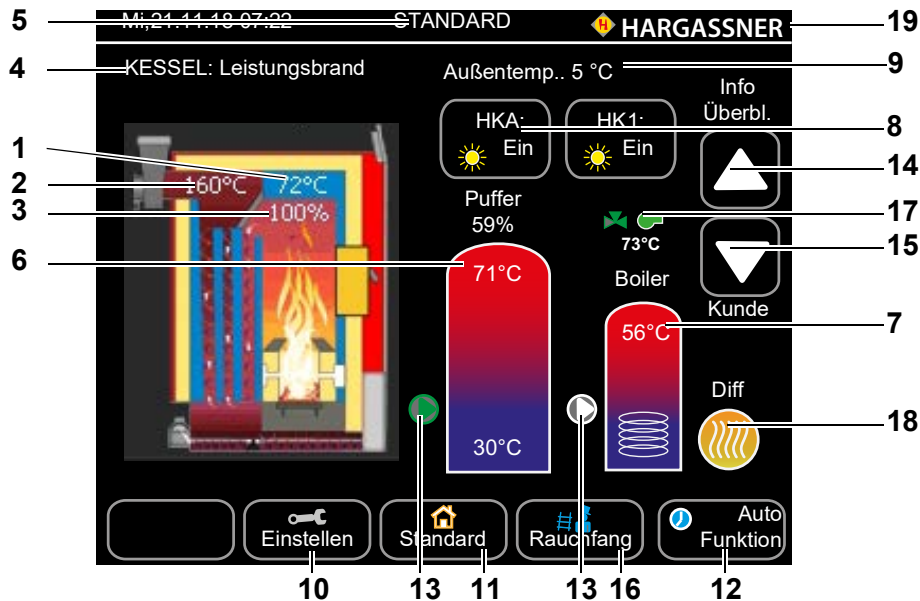 5 Mi,21.11.18 07:22 STANDARD H HARGASSNER 19
4 KESSEL: Leistungsbrand Außentemp.. 5 °C 9
Info
Überbl.
HKA: HK1: 8
Ein Ein
1 72°C
2 160°C 14
3 100%
Puffer
59% 17
73°C 15
6 71°C Boiler
Kunde
56°C 7
Diff
18
30°C
Einstellen Standard Rauchfang Auto
Funktion
10 13 11 13 16 12